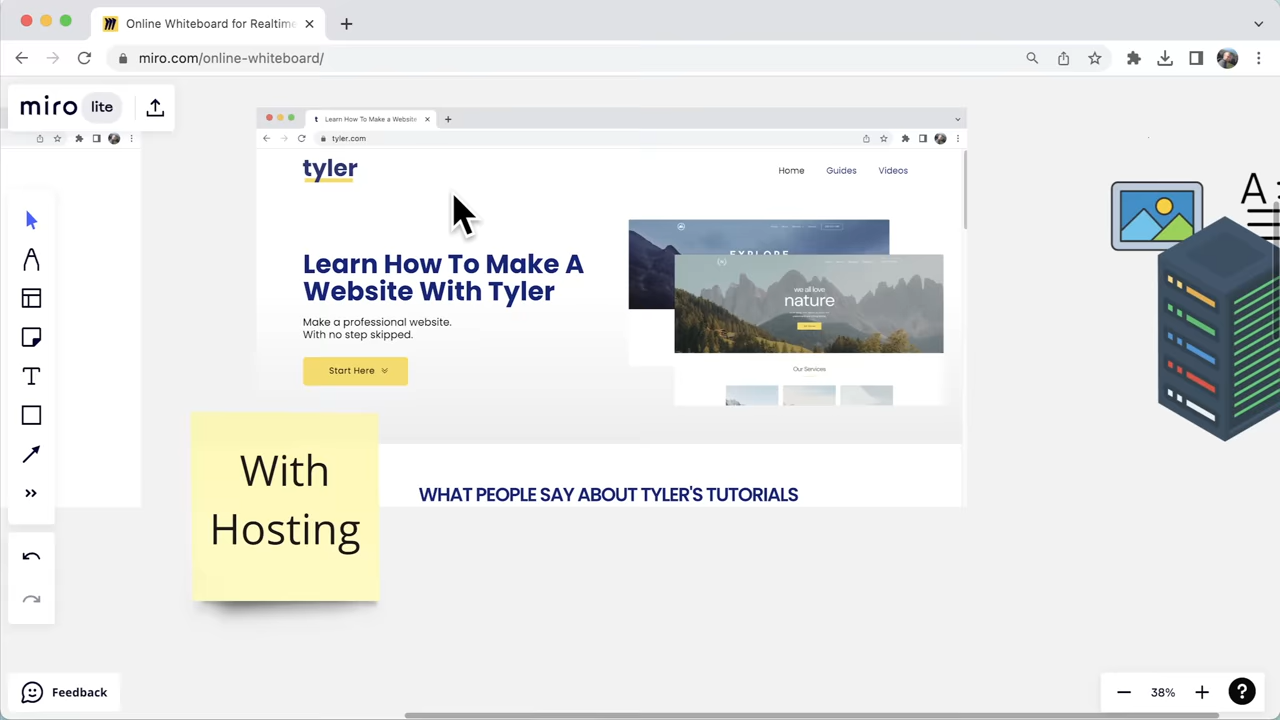 Online Whiteboard for Realtime
miro.com/online-whiteboard/
miro lite
Learn How To Make a Website
tyler.com
tyler
Home Guides Videos
Learn How To Make A
Website With Tyler
Make a professional website.
With no step skipped.
Start Here
EXPLORE
we all love
nature
Our Services
With
Hosting
WHAT PEOPLE SAY ABOUT TYLER'S TUTORIALS
A
T
Feedback
38%
?